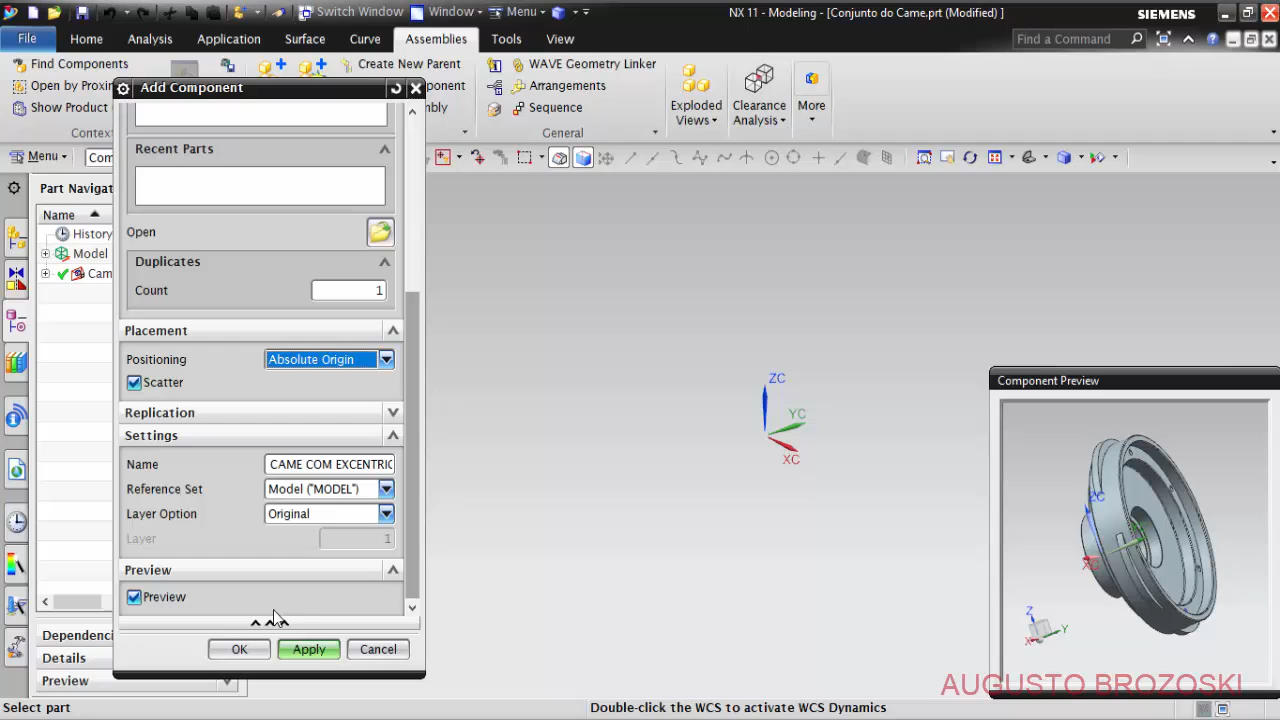 Switch Window Window Menu NX 11 - Modeling - [Conjunto do Came.prt (Modified) ] SIEMENS
File Home Analysis Application Surface Curve Assemblies Tools View Find a Command
Find Components Create New Parent WAVE Geometry Linker
Open by Proxin Arrangements
Show Product Sequence
Exploded Views Clearance Analysis More
General
Menu
Add Component
Part Navigat
Name
History
Model
Cam
Recent Parts
Open
Duplicates
Count 1
Placement
Positioning Absolute Origin
Scatter
Replication
Settings
Name CAME COM EXCENTRIC
Reference Set Model ("MODEL")
Layer Option Original
Layer 1
Preview
Preview
OK Apply Cancel
Dependenci
Details
Preview
ZC
YC
XC
Component Preview
ZC
XC
Z
Y
X
AUGUSTO BROZOSKI
Select part Double-click the WCS to activate WCS Dynamics